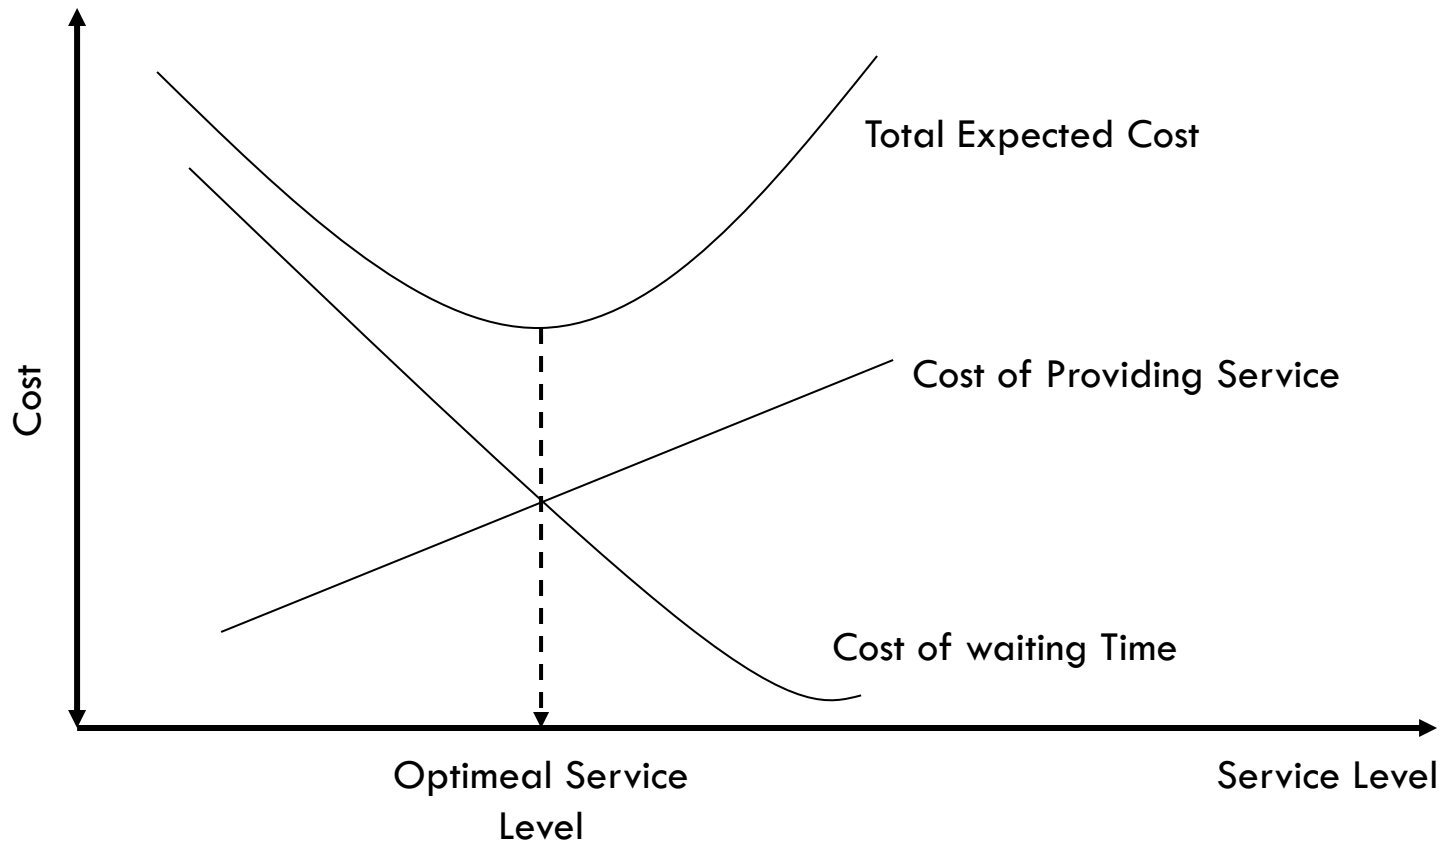 Total Expected Cost
Cost of Providing Service
Cost
Cost of waiting Time
Optimeal Service
Level
Service Level